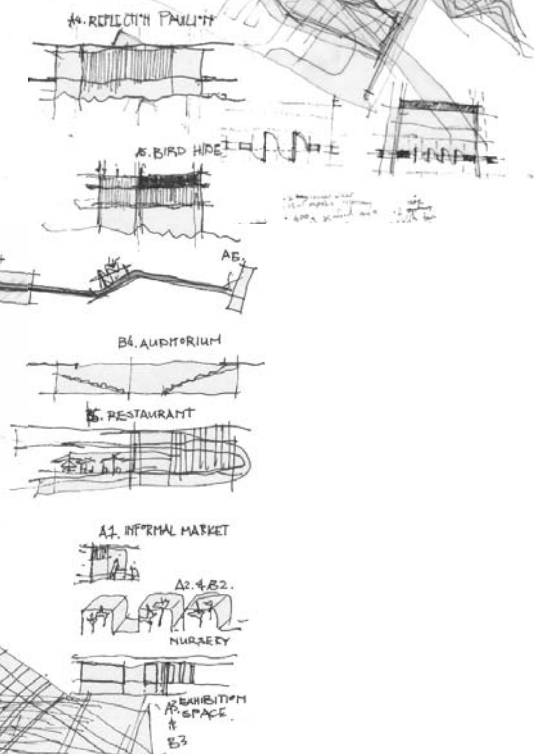 A4. REFLECTION PAVILION
A5. BIRD HIDE
A5.
B4. AUDITORIUM
B5. RESTAURANT
A1. INFORMAL MARKET
A2. & B2.
NURSERY
A3 EXHIBITION
SPACE.
B3